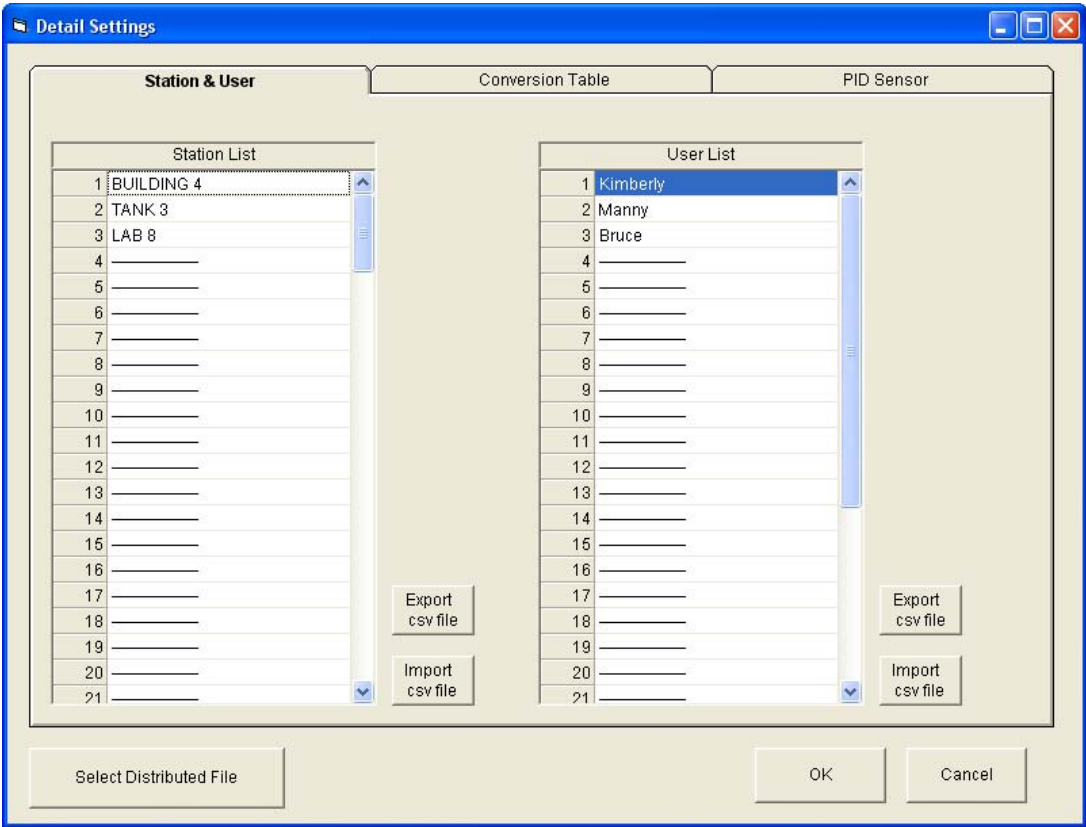 Detail Settings
Station & User
Conversion Table
PID Sensor
Station List
1 BUILDING 4
2 TANK 3
3 LAB 8
4 ————
5 ————
6 ————
7 ————
8 ————
9 ————
10 ————
11 ————
12 ————
13 ————
14 ————
15 ————
16 ————
17 ————
18 ————
19 ————
20 ————
21 ————
Export
csv file
Import
csv file
User List
1 Kimberly
2 Manny
3 Bruce
4 ————
5 ————
6 ————
7 ————
8 ————
9 ————
10 ————
11 ————
12 ————
13 ————
14 ————
15 ————
16 ————
17 ————
18 ————
19 ————
20 ————
21 ————
Export
csv file
Import
csv file
Select Distributed File
OK
Cancel